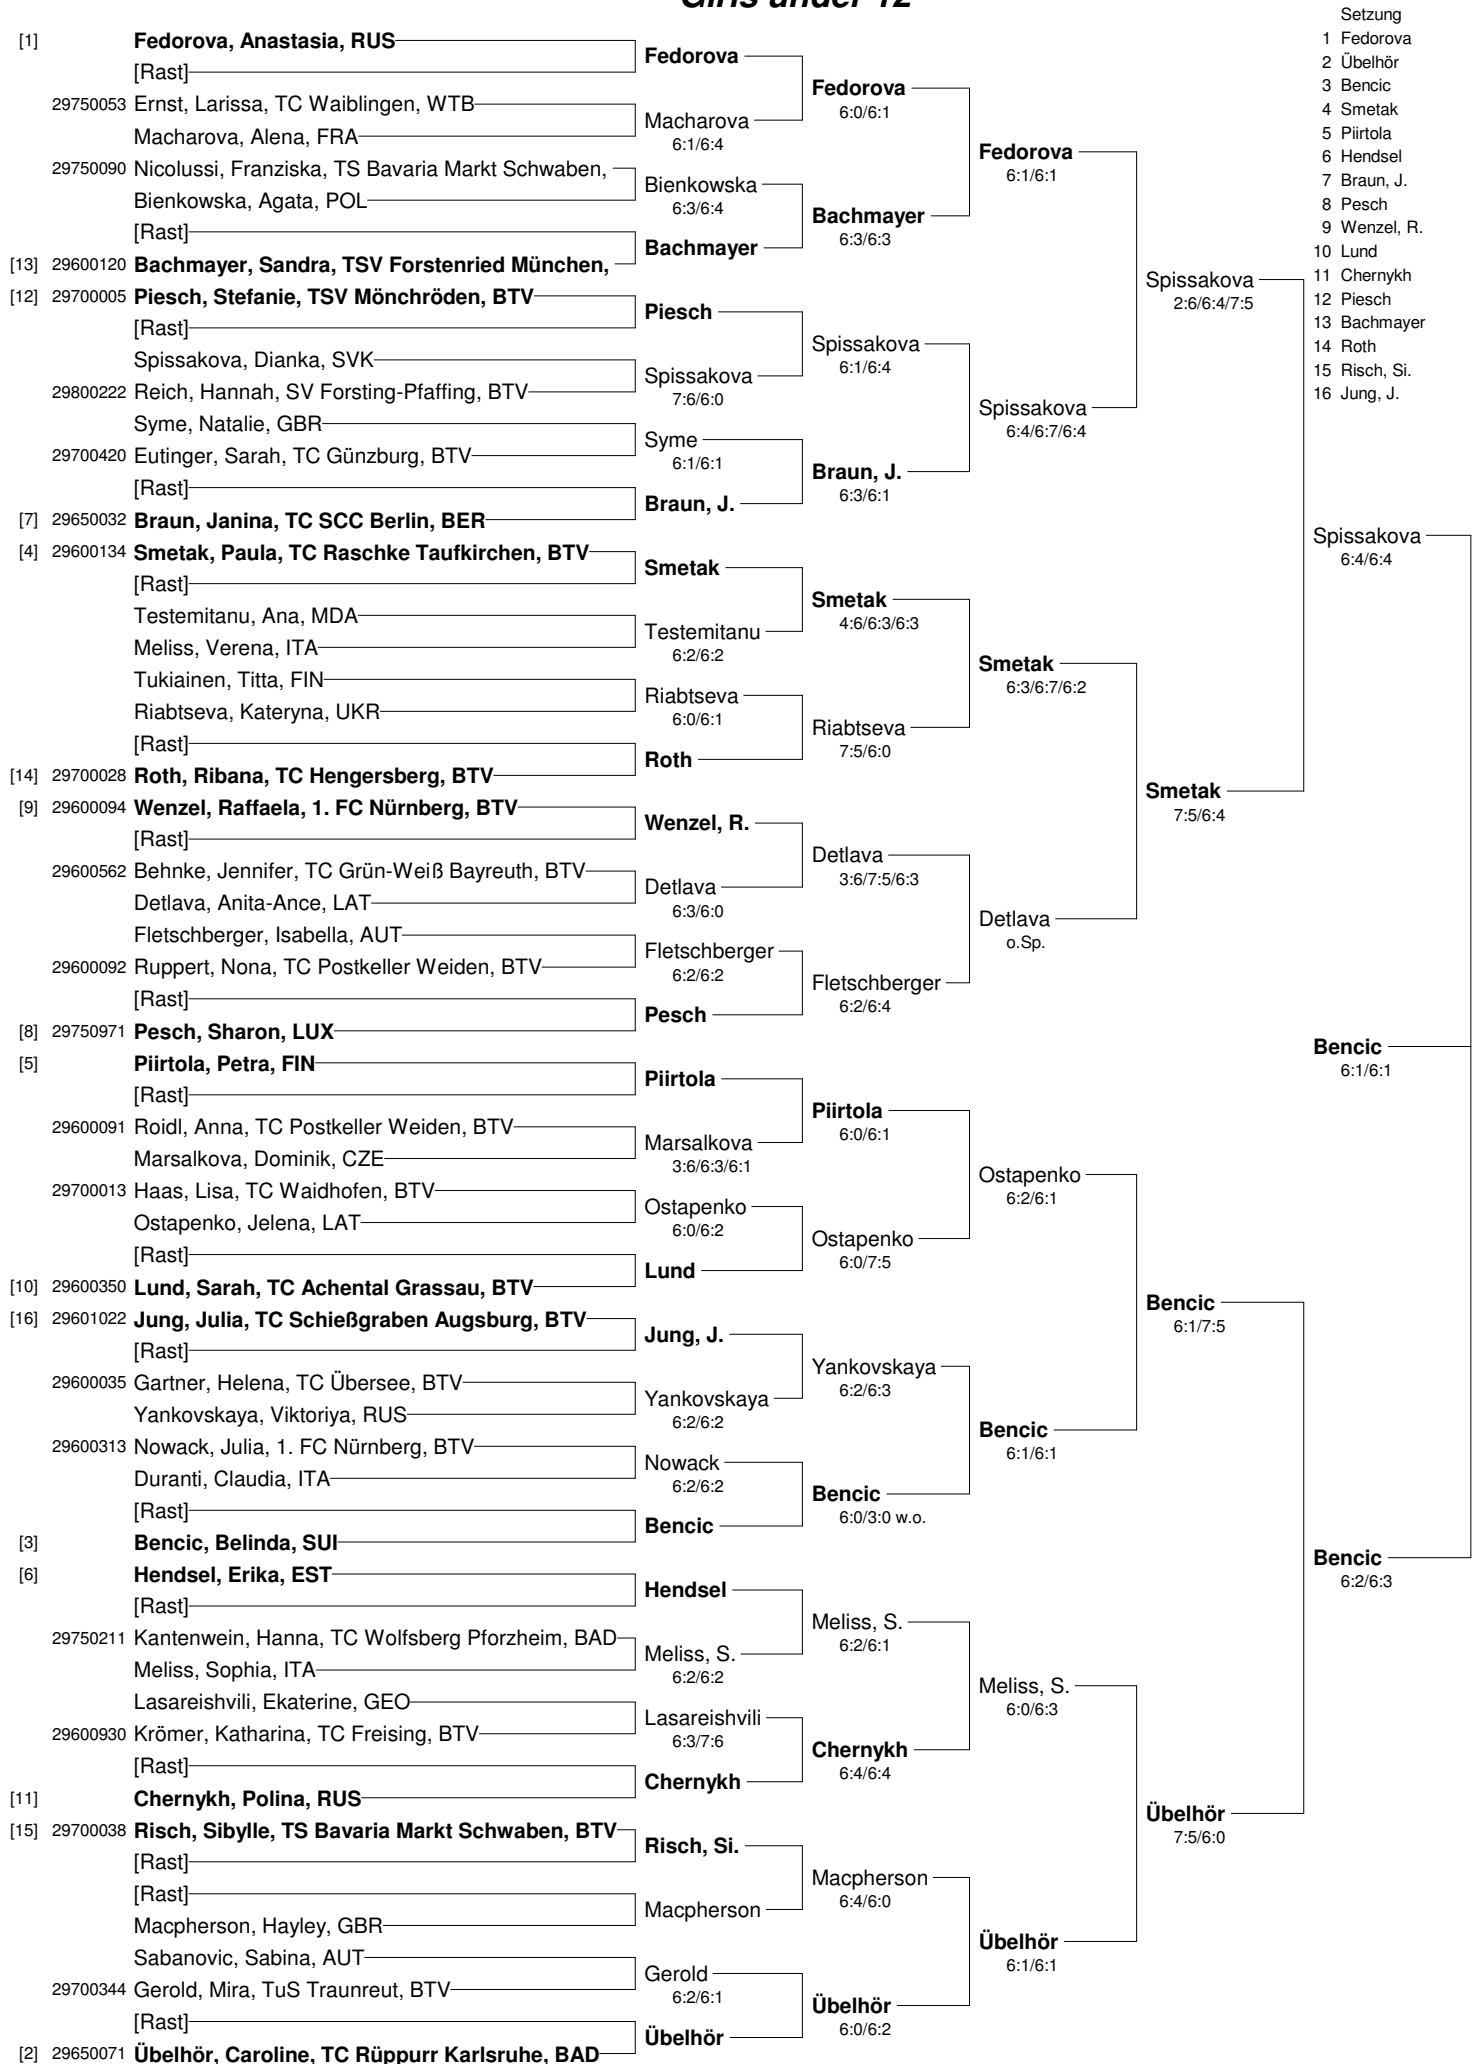 Girls under 12
Setzung
1 Fedorova
2 Übelhör
3 Bencic
4 Smetak
5 Piirtola
6 Hendsel
7 Braun, J.
8 Pesch
9 Wenzel, R.
10 Lund
11 Chernykh
12 Piesch
13 Bachmayer
14 Roth
15 Risch, Si.
16 Jung, J.
[1] Fedorova, Anastasia, RUS
[Rast]
29750053 Ernst, Larissa, TC Waiblingen, WTB
Macharova, Alena, FRA
29750090 Nicolussi, Franziska, TS Bavaria Markt Schwaben,
Bienkowska, Agata, POL
[Rast]
[13] 29600120 Bachmayer, Sandra, TSV Forstenried München,
[12] 29700005 Piesch, Stefanie, TSV Mönchröden, BTV
[Rast]
Spissakova, Dianka, SVK
29800222 Reich, Hannah, SV Forsting-Pfaffing, BTV
Syme, Natalie, GBR
29700420 Eutinger, Sarah, TC Günzburg, BTV
[Rast]
[7] 29650032 Braun, Janina, TC SCC Berlin, BER
[4] 29600134 Smetak, Paula, TC Raschke Taufkirchen, BTV
[Rast]
Testemitanu, Ana, MDA
Meliss, Verena, ITA
Tukiainen, Titta, FIN
Riabtseva, Kateryna, UKR
[Rast]
[14] 29700028 Roth, Ribana, TC Hengersberg, BTV
[9] 29600094 Wenzel, Raffaela, 1. FC Nürnberg, BTV
[Rast]
29600562 Behnke, Jennifer, TC Grün-Weiß Bayreuth, BTV
Detlava, Anita-Ance, LAT
Fletschberger, Isabella, AUT
29600092 Ruppert, Nona, TC Postkeller Weiden, BTV
[Rast]
[8] 29750971 Pesch, Sharon, LUX
[5] Piirtola, Petra, FIN
[Rast]
29600091 Roidl, Anna, TC Postkeller Weiden, BTV
Marsalkova, Dominik, CZE
29700013 Haas, Lisa, TC Waidhofen, BTV
Ostapenko, Jelena, LAT
[Rast]
[10] 29600350 Lund, Sarah, TC Achental Grassau, BTV
[16] 29601022 Jung, Julia, TC Schießgraben Augsburg, BTV
[Rast]
29600035 Gartner, Helena, TC Übersee, BTV
Yankovskaya, Viktoriya, RUS
29600313 Nowack, Julia, 1. FC Nürnberg, BTV
Duranti, Claudia, ITA
[Rast]
[3] Bencic, Belinda, SUI
[6] Hendsel, Erika, EST
[Rast]
29750211 Kantenwein, Hanna, TC Wolfsberg Pforzheim, BAD
Meliss, Sophia, ITA
Lasareishvili, Ekaterine, GEO
29600930 Krömer, Katharina, TC Freising, BTV
[Rast]
[11] Chernykh, Polina, RUS
[15] 29700038 Risch, Sibylle, TS Bavaria Markt Schwaben, BTV
[Rast]
[Rast]
Macpherson, Hayley, GBR
Sabanovic, Sabina, AUT
29700344 Gerold, Mira, TuS Traunreut, BTV
[Rast]
[2] 29650071 Übelhör, Caroline, TC Rüppurr Karlsruhe, BAD
Fedorova
Macharova
6:1/6:4
Bienkowska
6:3/6:4
Bachmayer
Piesch
Spissakova
7:6/6:0
Syme
6:1/6:1
Braun, J.
Smetak
Testemitanu
6:2/6:2
Riabtseva
6:0/6:1
Roth
Wenzel, R.
Detlava
6:3/6:0
Fletschberger
6:2/6:2
Pesch
Piirtola
Marsalkova
3:6/6:3/6:1
Ostapenko
6:0/6:2
Lund
Jung, J.
Yankovskaya
6:2/6:2
Nowack
6:2/6:2
Bencic
Hendsel
Meliss, S.
6:2/6:2
Lasareishvili
6:3/7:6
Chernykh
Risch, Si.
Macpherson
Gerold
6:2/6:1
Übelhör
Fedorova
6:0/6:1
Bachmayer
6:3/6:3
Spissakova
6:1/6:4
Braun, J.
6:3/6:1
Smetak
4:6/6:3/6:3
Riabtseva
7:5/6:0
Detlava
3:6/7:5/6:3
Fletschberger
6:2/6:4
Piirtola
6:0/6:1
Ostapenko
6:0/7:5
Yankovskaya
6:2/6:3
Bencic
6:0/3:0 w.o.
Meliss, S.
6:2/6:1
Chernykh
6:4/6:4
Macpherson
6:4/6:0
Übelhör
6:0/6:2
Fedorova
6:1/6:1
Spissakova
6:4/6:7/6:4
Smetak
6:3/6:7/6:2
Detlava
o.Sp.
Ostapenko
6:2/6:1
Bencic
6:1/6:1
Meliss, S.
6:0/6:3
Übelhör
6:1/6:1
Spissakova
2:6/6:4/7:5
Smetak
7:5/6:4
Bencic
6:1/7:5
Übelhör
7:5/6:0
Spissakova
6:4/6:4
Bencic
6:1/6:1
Bencic
6:2/6:3